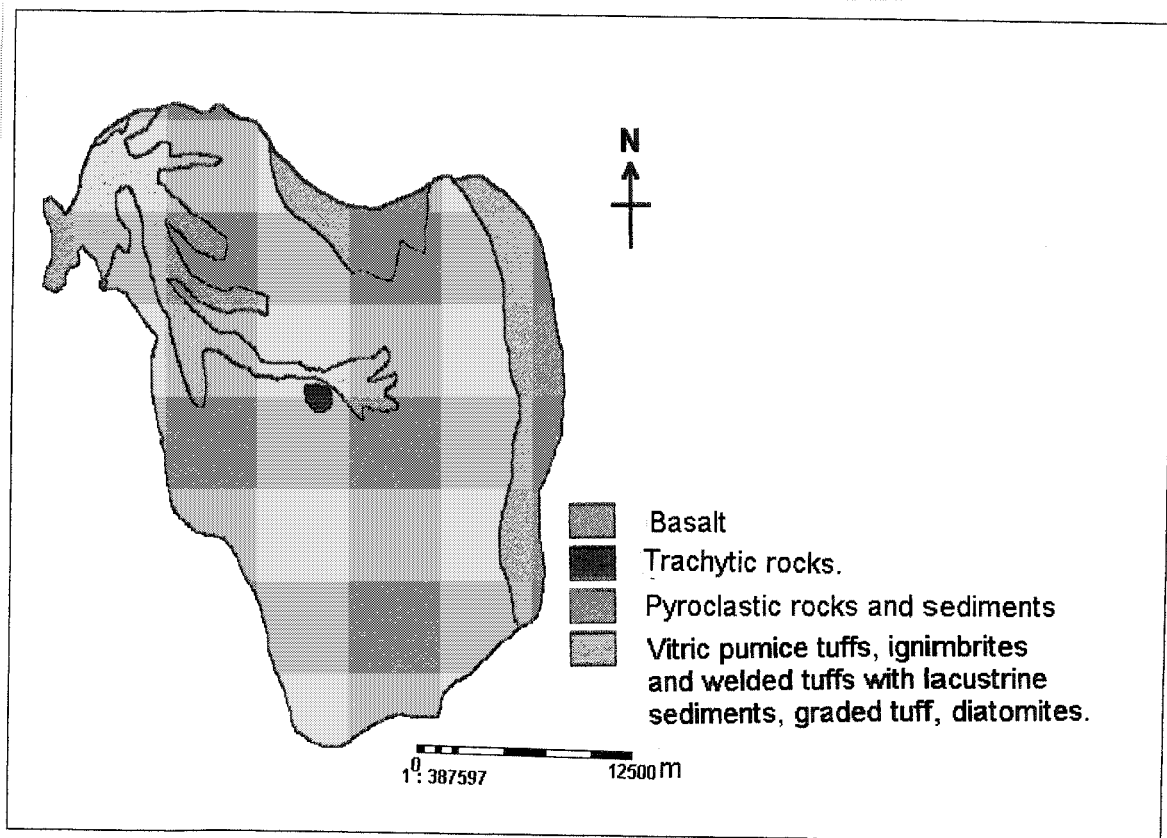 N
Basalt
Trachytic rocks.
Pyroclastic rocks and sediments
Vitric pumice tuffs, ignimbrites
and welded tuffs with lacustrine
sediments, graded tuff, diatomites.
0
12500 m
1 : 387597